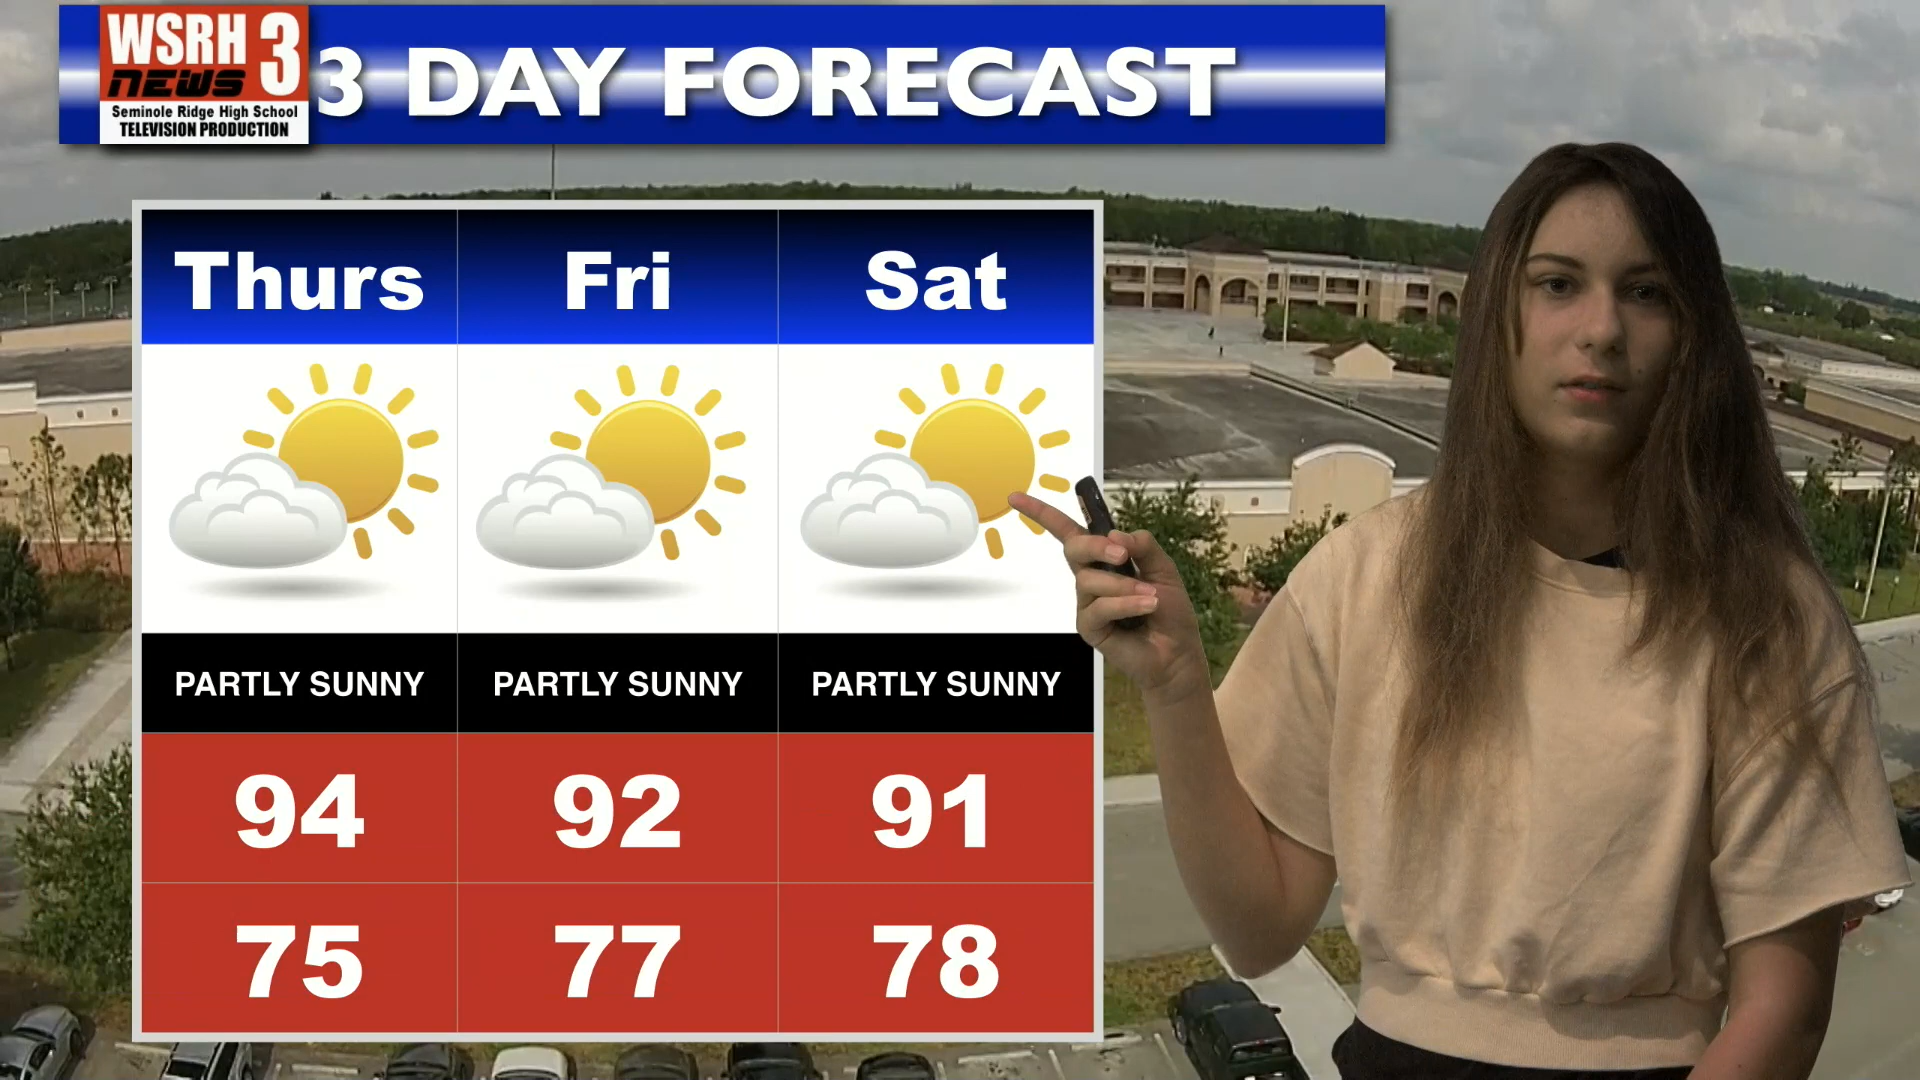 WSRH 3
NEWS
Seminole Ridge High School
TELEVISION PRODUCTION
3 DAY FORECAST
Thurs Fri Sat
PARTLY SUNNY PARTLY SUNNY PARTLY SUNNY
94 92 91
75 77 78